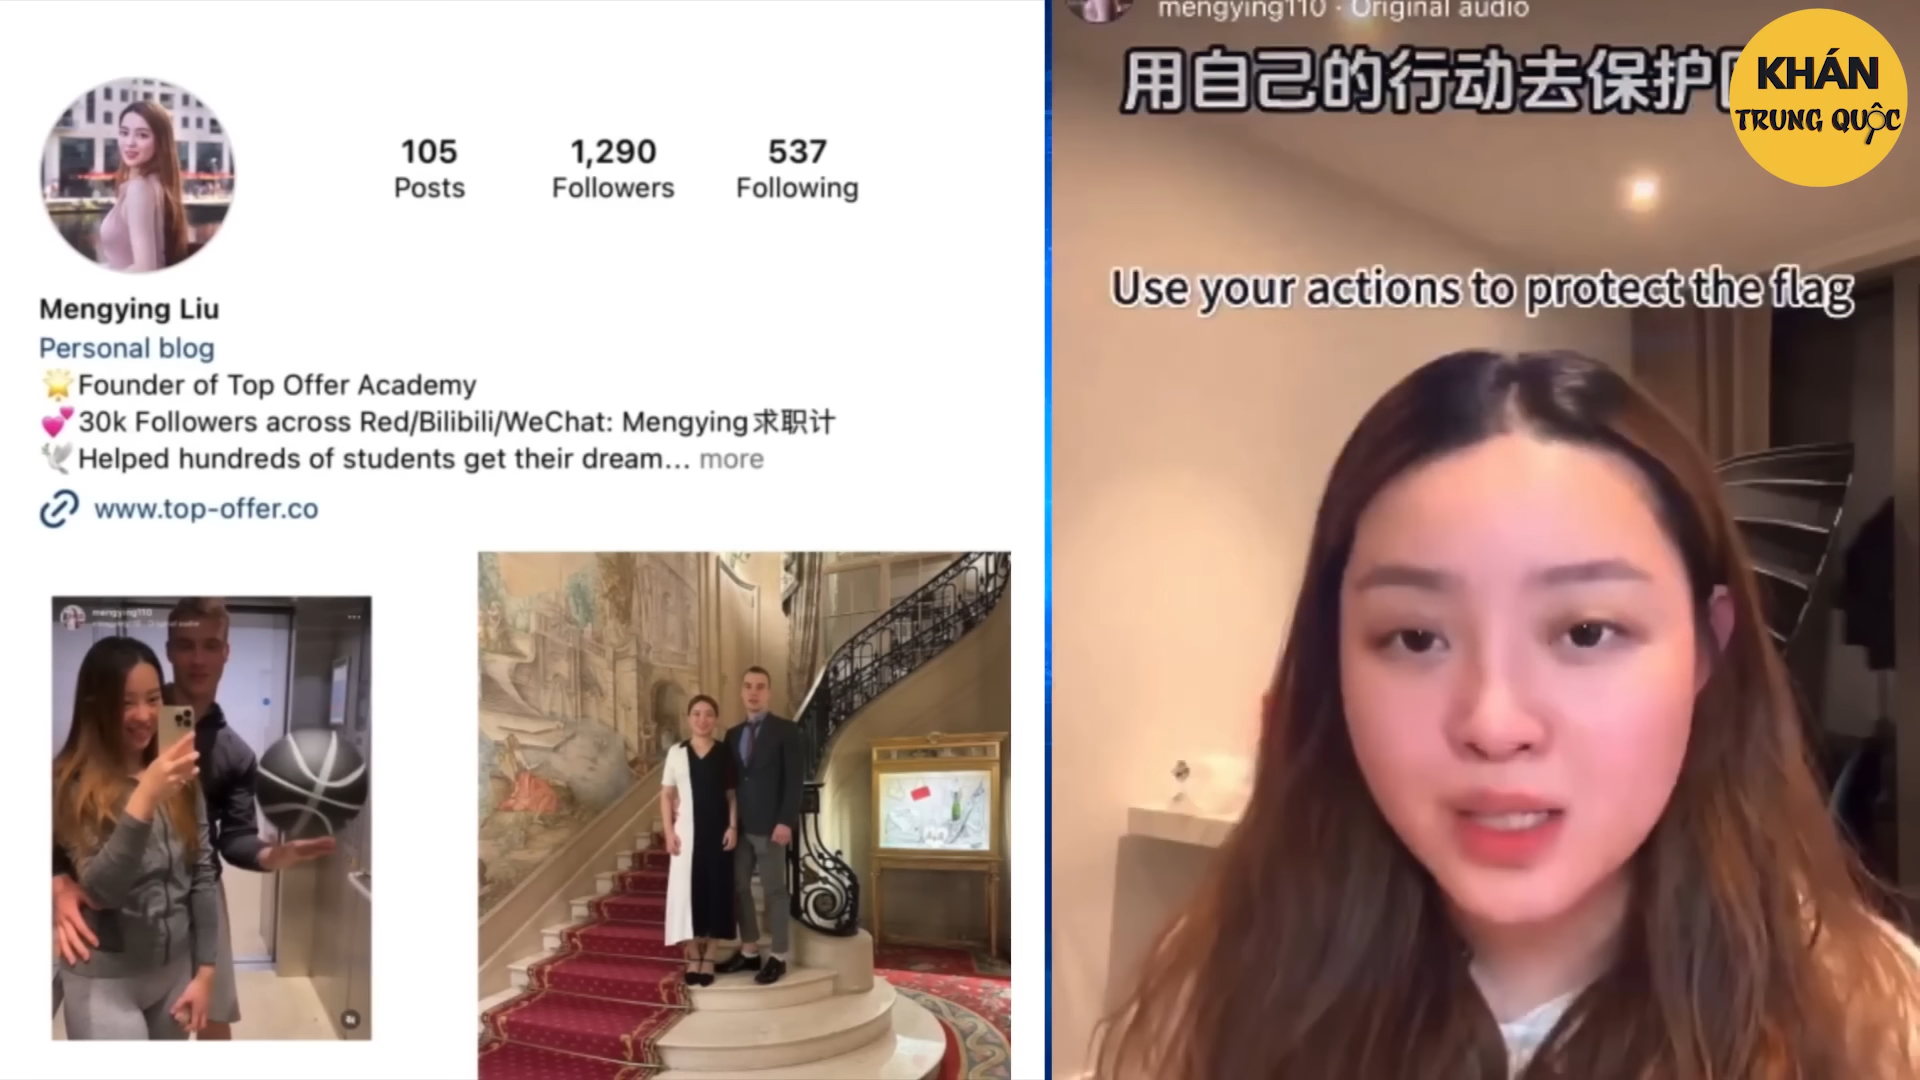 105
Posts
1,290
Followers
537
Following
Mengying Liu
Personal blog
Founder of Top Offer Academy
30k Followers across Red/Bilibili/WeChat: Mengying求职计
Helped hundreds of students get their dream... more
www.top-offer.co
mengying110
mengying110 · Original audio
用自己的行动去保护
Use your actions to protect the flag
KHÁN
TRUNG QUỐC